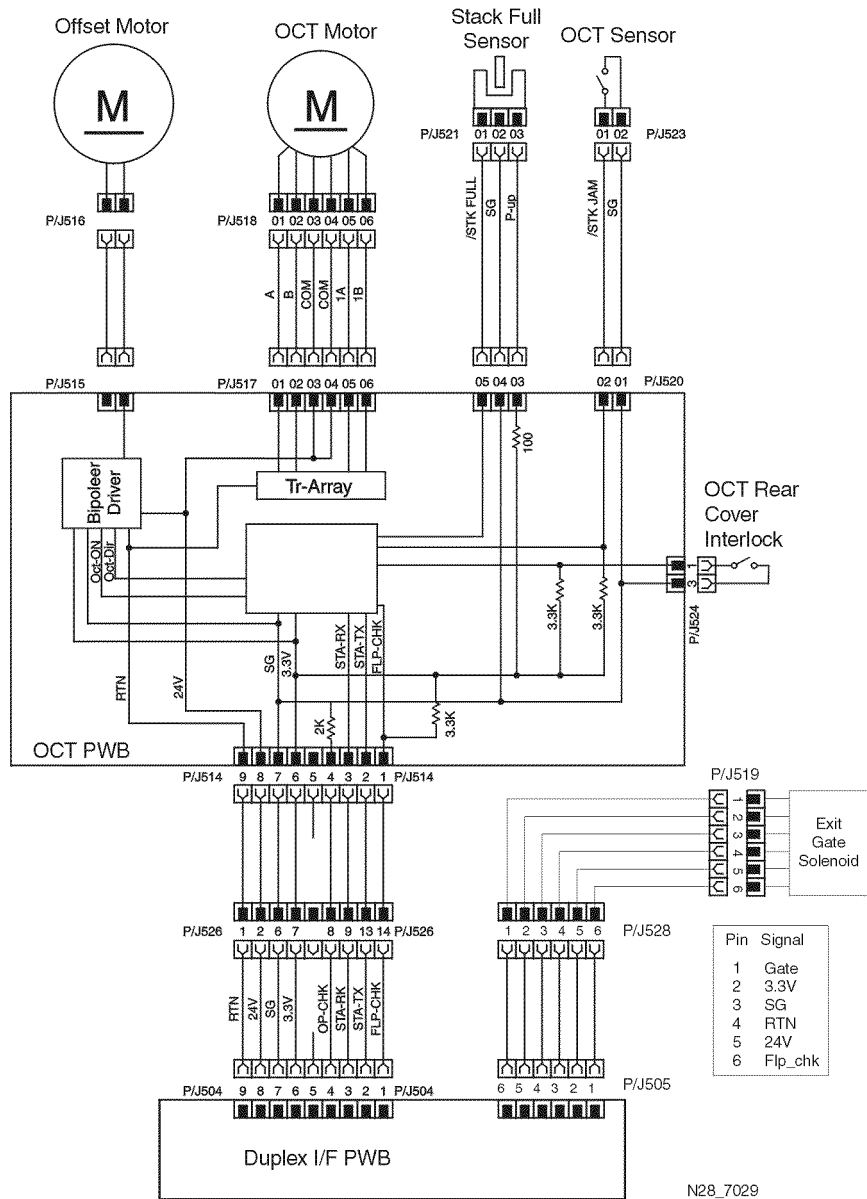 Offset Motor
OCT Motor
Stack Full
Sensor
OCT Sensor
M
M
P/J521 01 02 03
01 02 P/J523
P/J516
P/J518 01 02 03 04 05 06
/STK FULL
SG
P-up
/STK JAM
SG
A
B
COM
COM
1A
1B
P/J515
P/J517 01 02 03 04 05 06
05 04 03
02 01 P/J520
100
Bipoleer
Driver
Tr-Array
OCT Rear
Cover
Interlock
Oct-ON
Oct-Dir
1
3
P/J524
3.3K
3.3K
RTN
24V
SG
3.3V
STA-RX
STA-TX
FLP-CHK
2K
3.3K
OCT PWB
P/J514 9 8 7 6 5 4 3 2 1 P/J514
P/J519
1
2
3
4
5
6
Exit
Gate
Solenoid
P/J526 1 2 6 7 8 9 13 14 P/J526
1 2 3 4 5 6 P/J528
RTN
24V
SG
3.3V
OP-CHK
STA-RK
STA-TX
FLP-CHK
Pin Signal
1 Gate
2 3.3V
3 SG
4 RTN
5 24V
6 Flp_chk
P/J504 9 8 7 6 5 4 3 2 1 P/J504
6 5 4 3 2 1 P/J505
Duplex I/F PWB
N28_7029